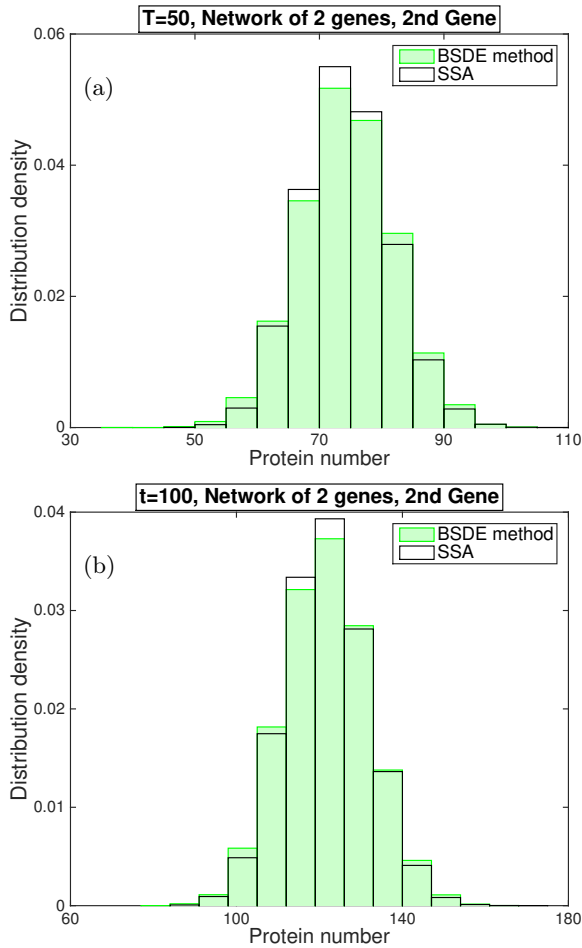 T=50, Network of 2 genes, 2nd Gene
0.06
BSDE method
SSA
(a)
0.04
Distribution density
0.02
0
30 50 70 90 110
Protein number
t=100, Network of 2 genes, 2nd Gene
0.04
BSDE method
SSA
(b)
0.03
Distribution density
0.02
0.01
0
60 100 140 180
Protein number